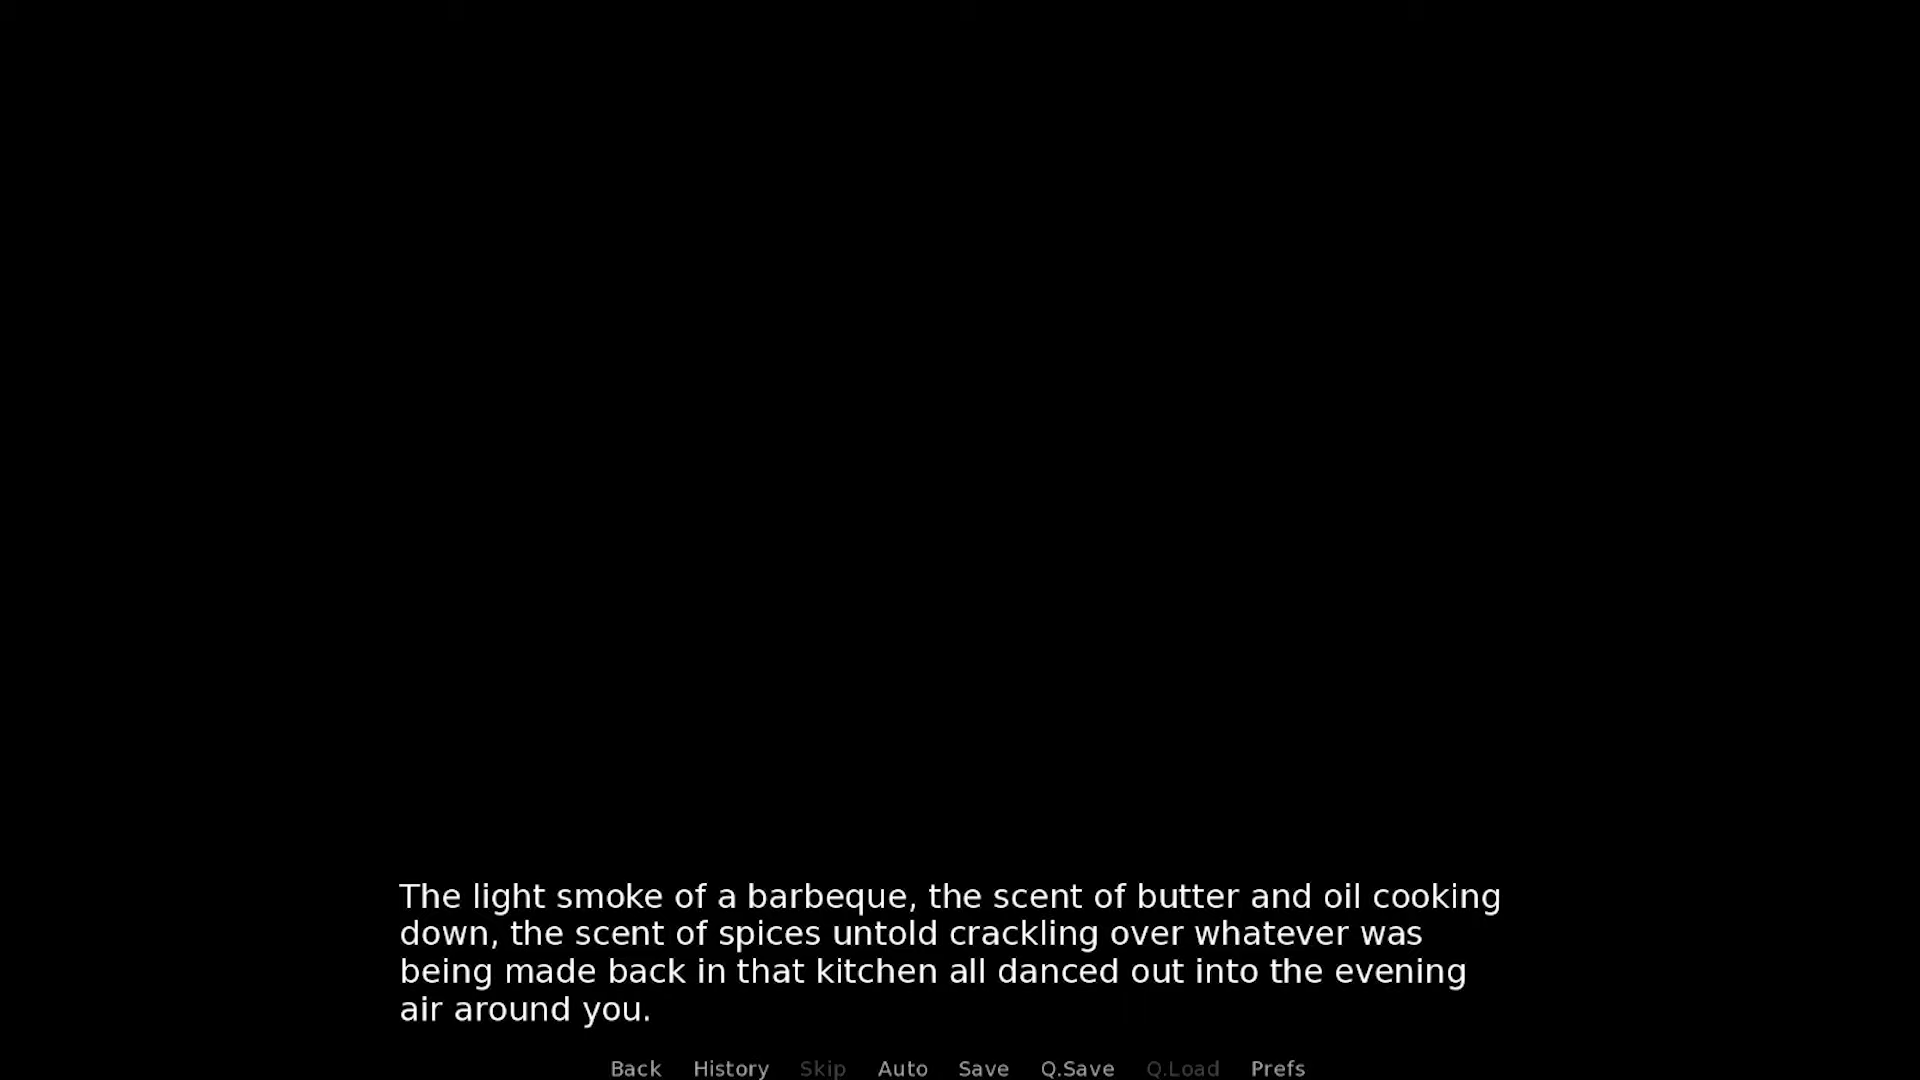 The light smoke of a barbeque, the scent of butter and oil cooking
down, the scent of spices untold crackling over whatever was
being made back in that kitchen all danced out into the evening
air around you.
Back History Skip Auto Save Q.Save Q.Load Prefs